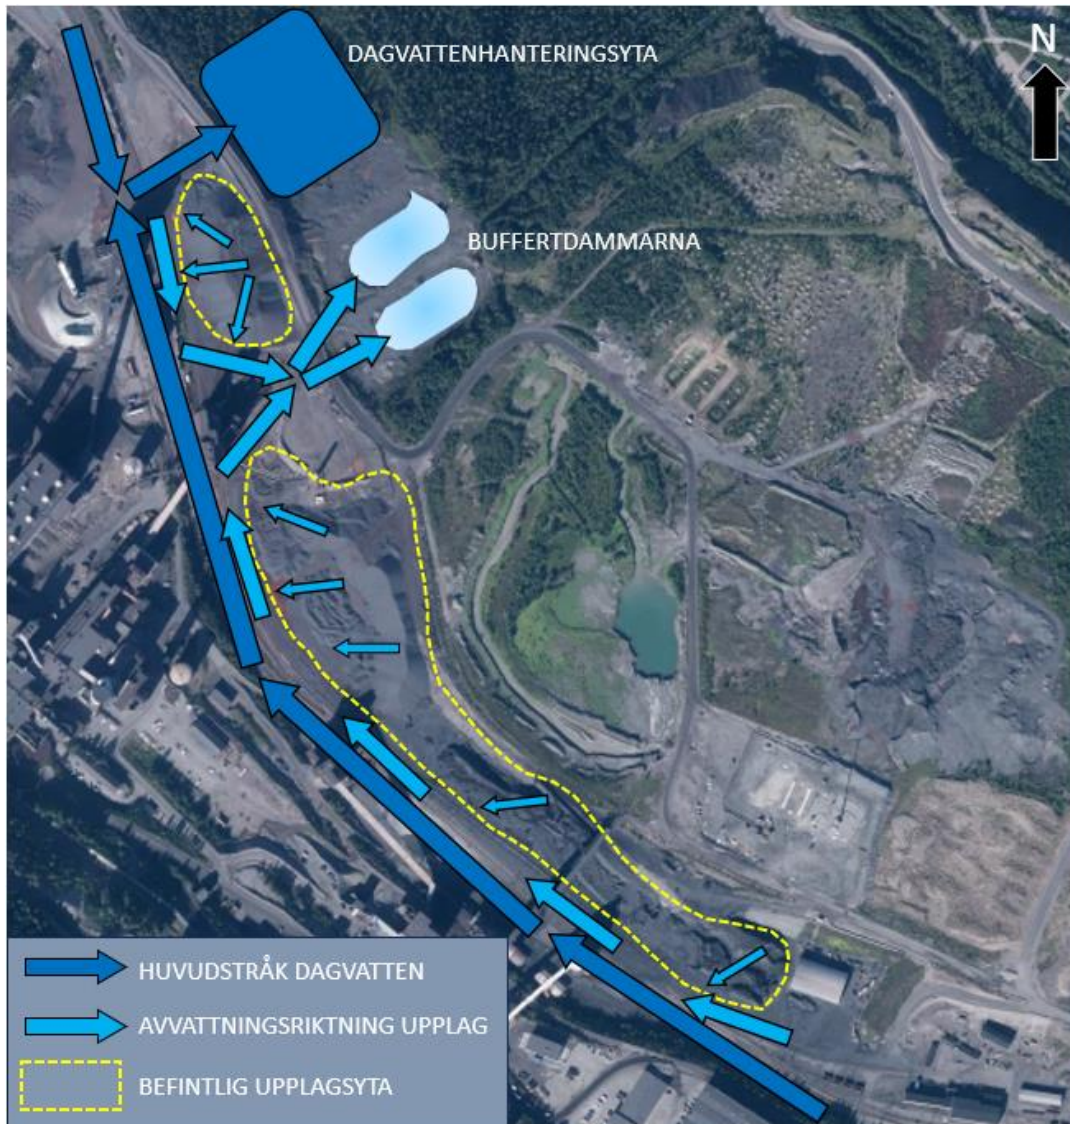 DAGVATTENHANTERINGSYTA
N
BUFFERTDAMMARNA
HUVUDSTRÅK DAGVATTEN
AVVATTNINGSRIKTNING UPPLAG
BEFINTLIG UPPLAGSYTA